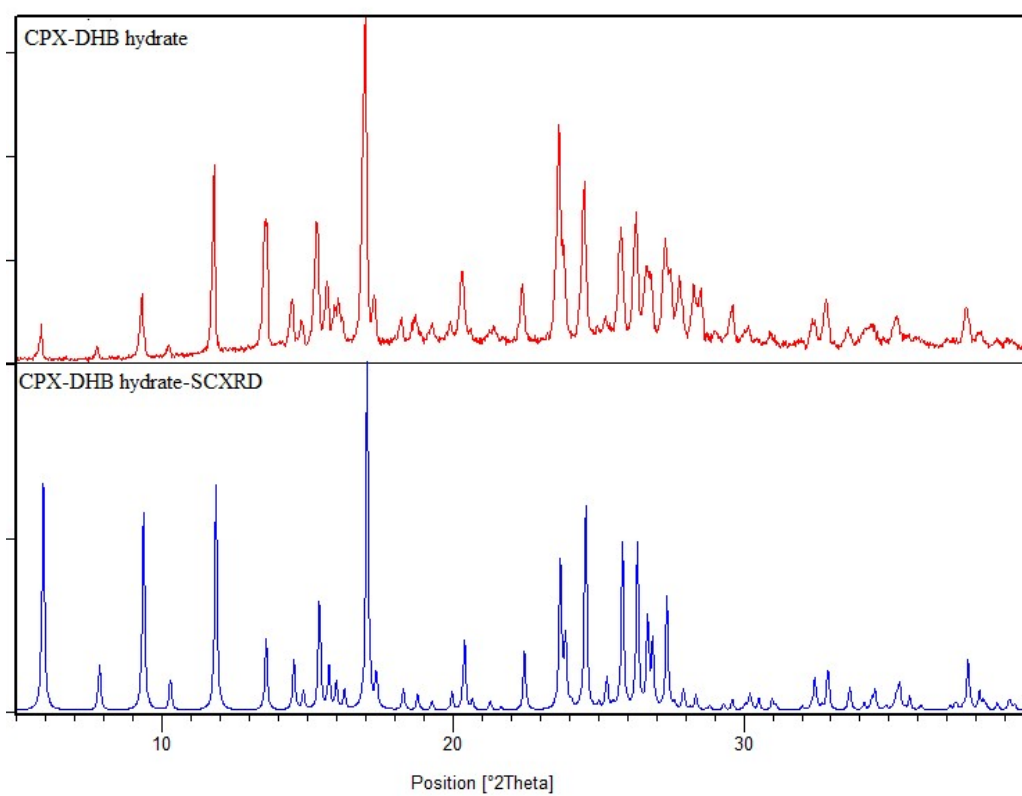 CPX-DHB hydrate
CPX-DHB hydrate-SCXRD
10 20 30
Position [°2Theta]